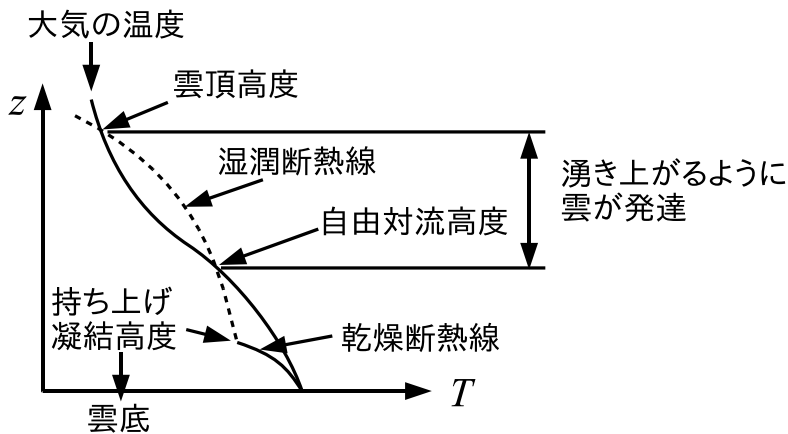 大気の温度
雲頂高度
z
湿潤断熱線
湧き上がるように
雲が発達
自由対流高度
持ち上げ
凝結高度
乾燥断熱線
T
雲底